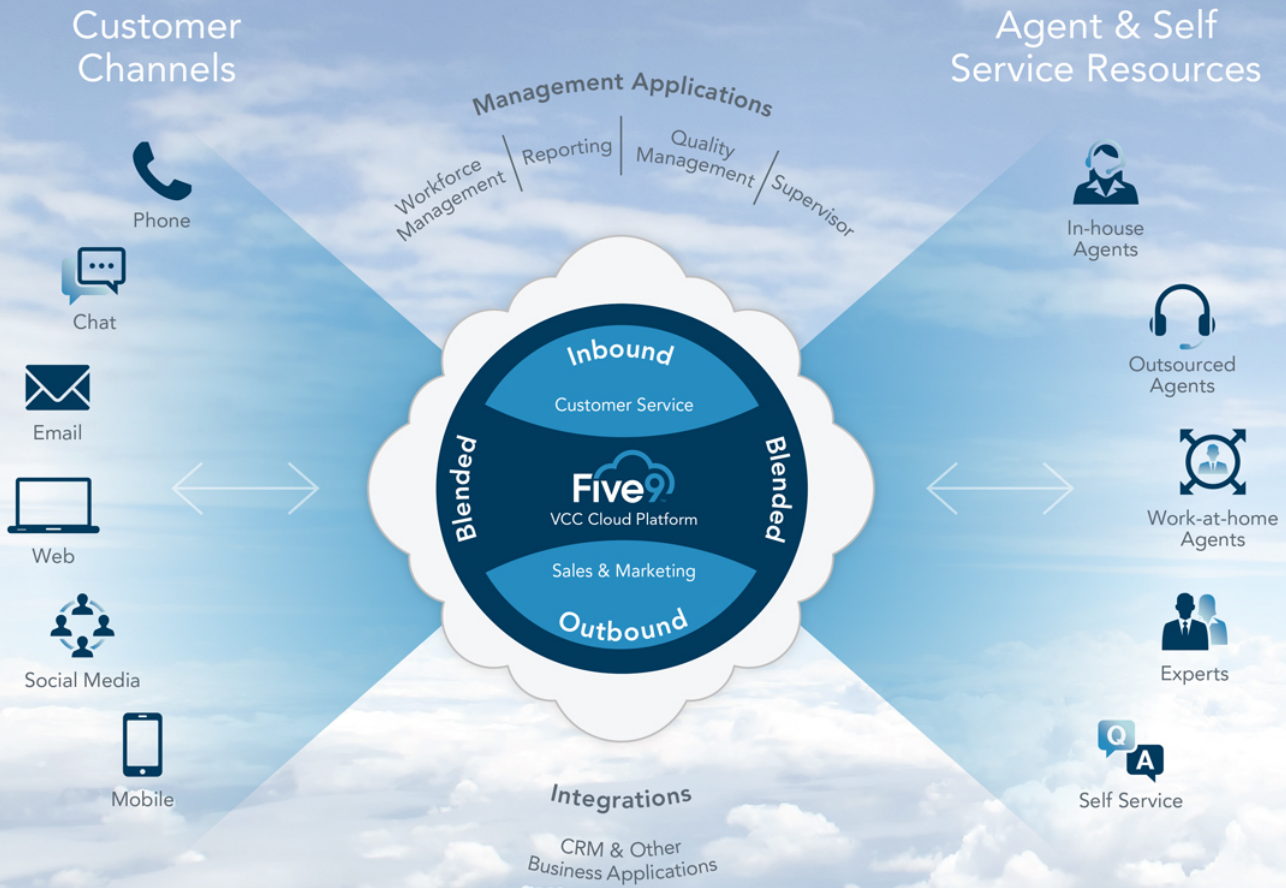 Customer
Channels
Agent & Self
Service Resources
Management Applications
Workforce
Management
Reporting
Quality
Management
Supervisor
Phone
Chat
Email
Web
Social Media
Mobile
Inbound
Customer Service
Blended
Five9
VCC Cloud Platform
Blended
Sales & Marketing
Outbound
In-house
Agents
Outsourced
Agents
Work-at-home
Agents
Experts
Q
A
Self Service
Integrations
CRM & Other
Business Applications